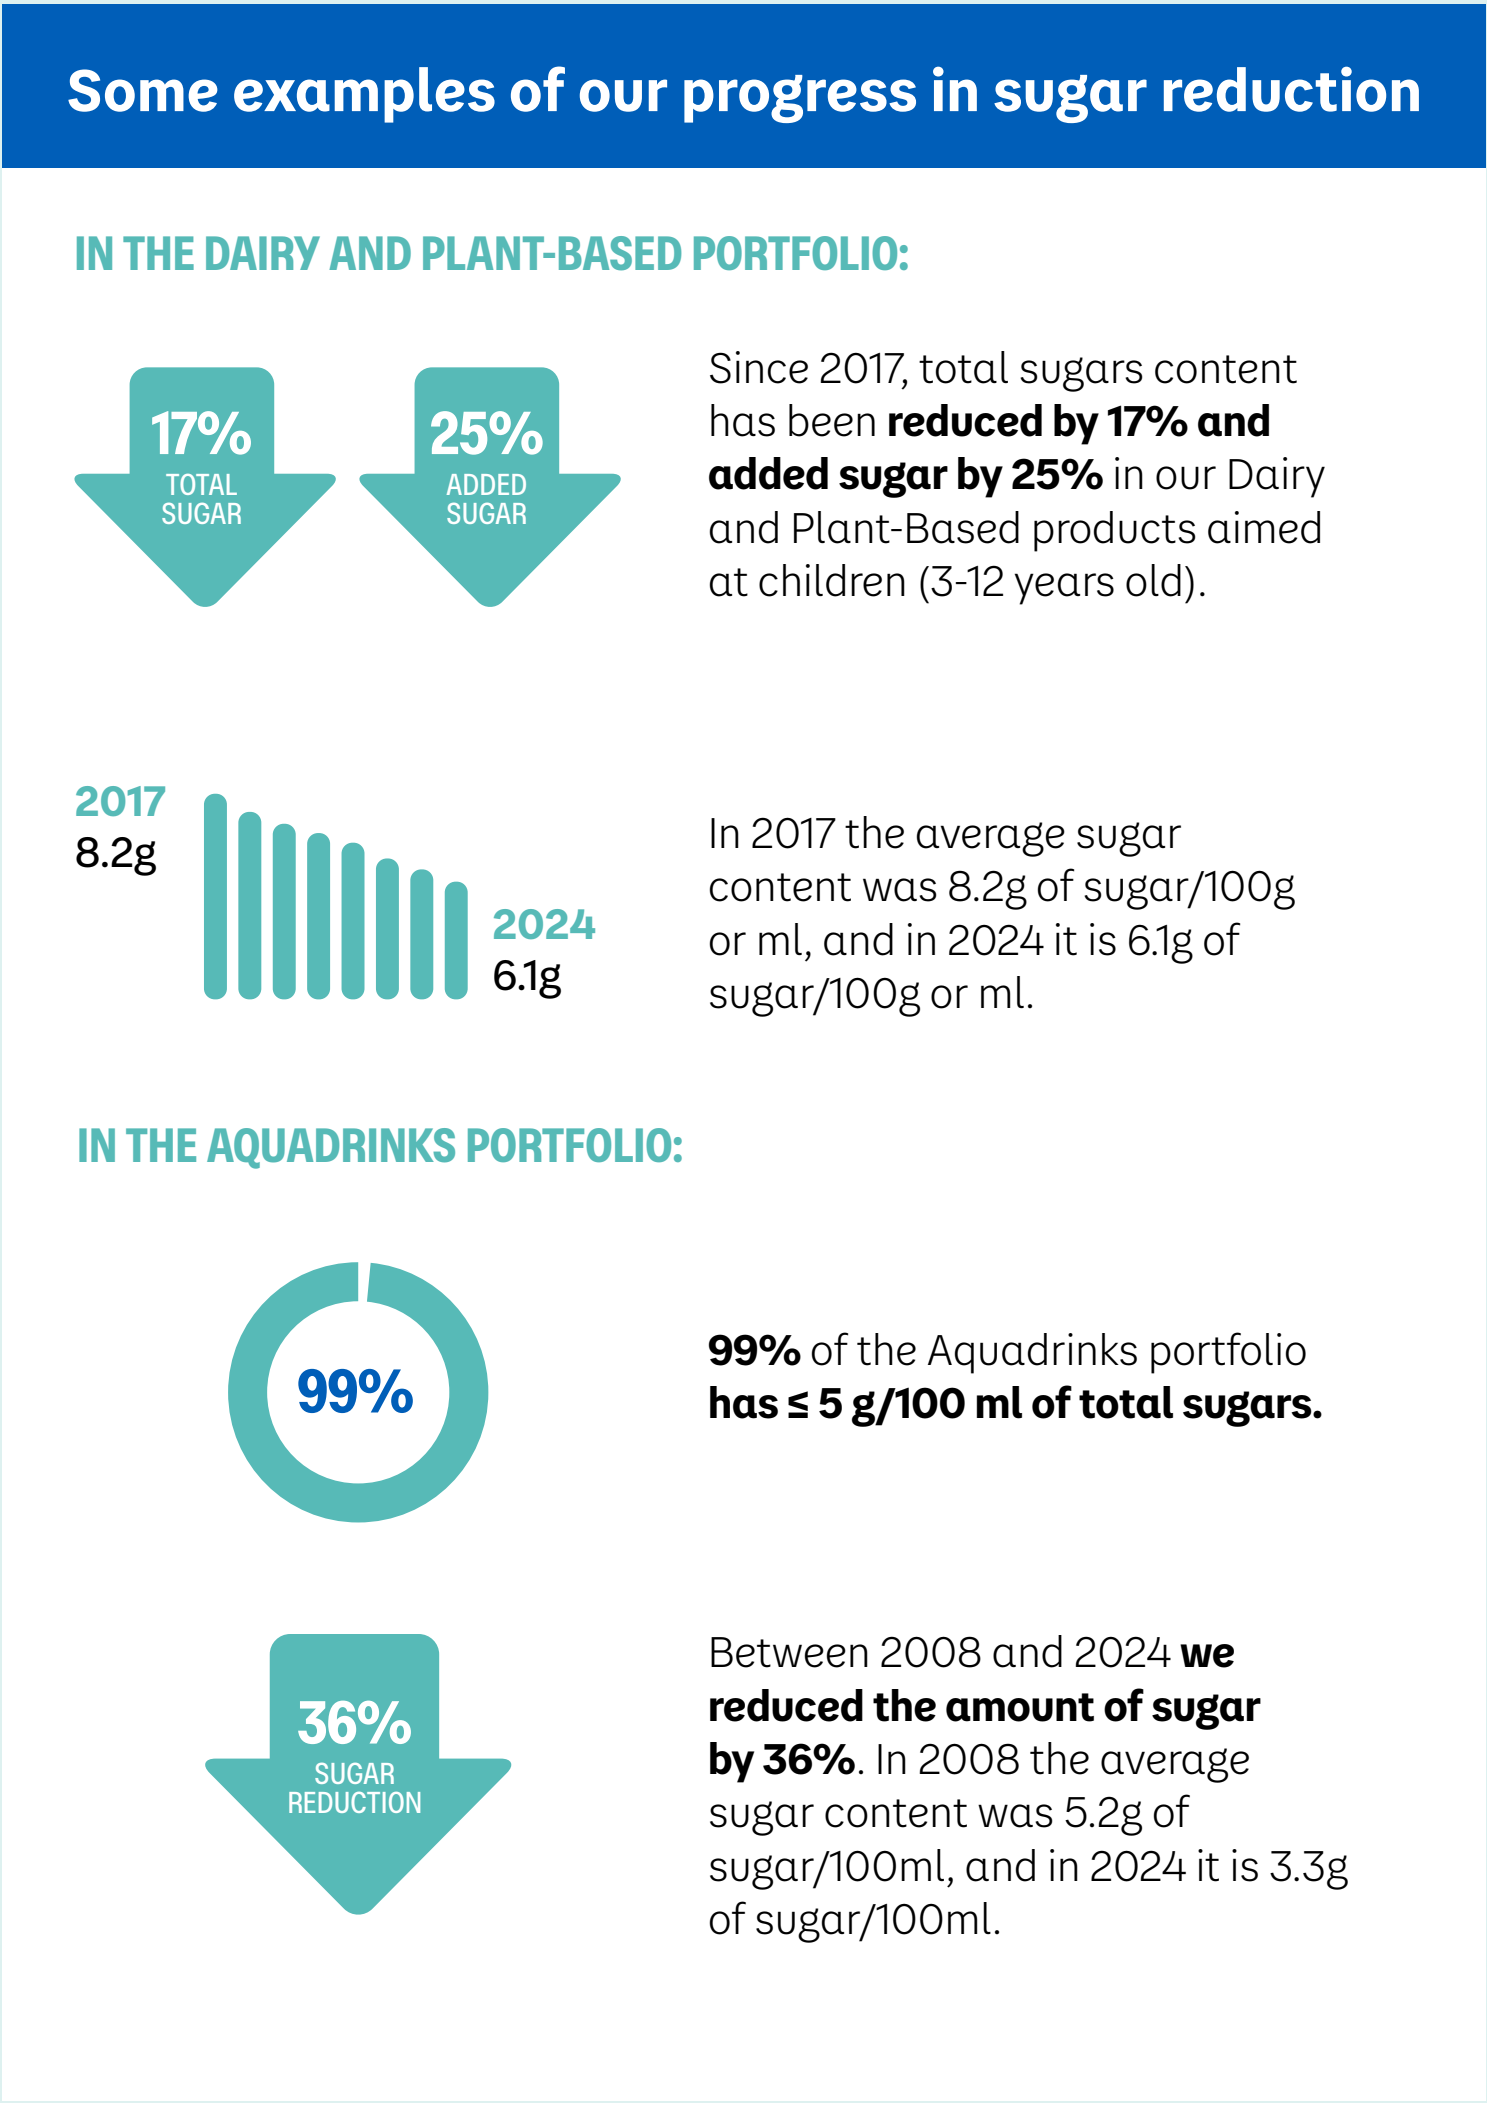 Some examples of our progress in sugar reduction
IN THE DAIRY AND PLANT-BASED PORTFOLIO:
17%
TOTAL
SUGAR
25%
ADDED
SUGAR
Since 2017, total sugars content
has been reduced by 17% and
added sugar by 25% in our Dairy
and Plant-Based products aimed
at children (3-12 years old).
2017
8.2g
2024
6.1g
In 2017 the average sugar
content was 8.2g of sugar/100g
or ml, and in 2024 it is 6.1g of
sugar/100g or ml.
IN THE AQUADRINKS PORTFOLIO:
99%
99% of the Aquadrinks portfolio
has ≤ 5 g/100 ml of total sugars.
36%
SUGAR
REDUCTION
Between 2008 and 2024 we
reduced the amount of sugar
by 36%. In 2008 the average
sugar content was 5.2g of
sugar/100ml, and in 2024 it is 3.3g
of sugar/100ml.